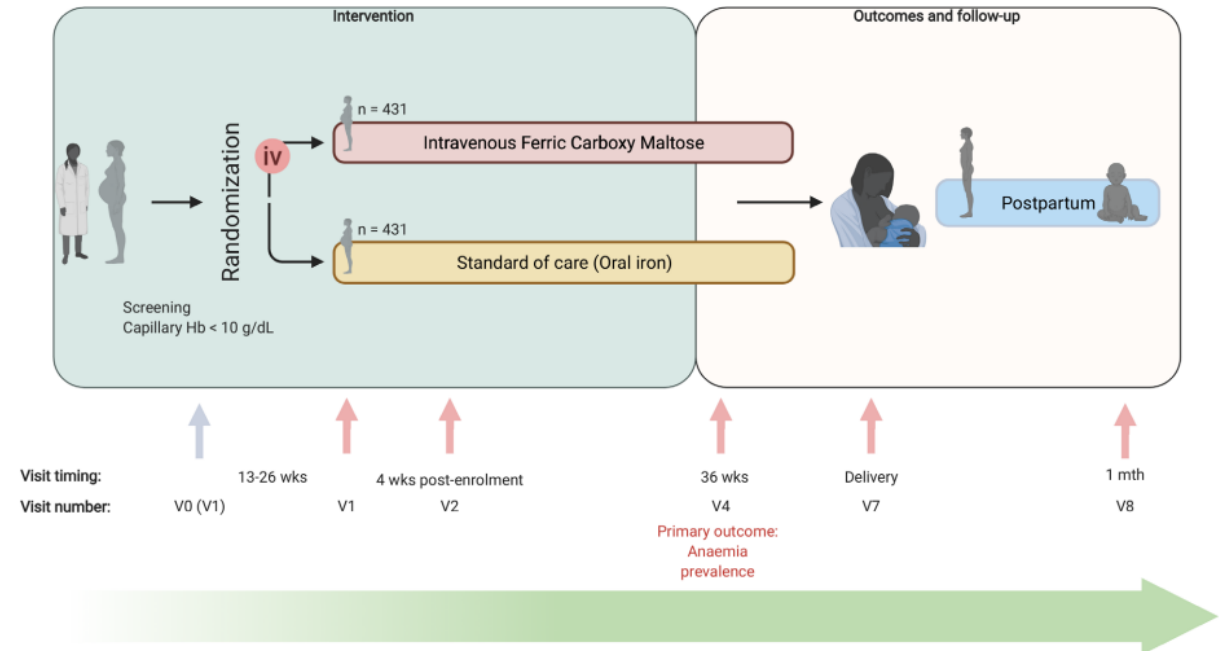 Intervention
Outcomes and follow-up
n = 431
Randomization
iv
Intravenous Ferric Carboxy Maltose
Postpartum
n = 431
Standard of care (Oral iron)
Screening
Capillary Hb < 10 g/dL
Visit timing:
13-26 wks
4 wks post-enrolment
36 wks
Delivery
1 mth
Visit number:
V0 (V1)
V1
V2
V4
V7
V8
Primary outcome:
Anaemia
prevalence